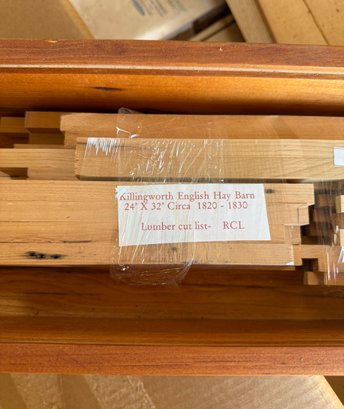 Killingworth English Hay Barn
24' X 32' Circa 1820 - 1830
Lumber cut list- RCL